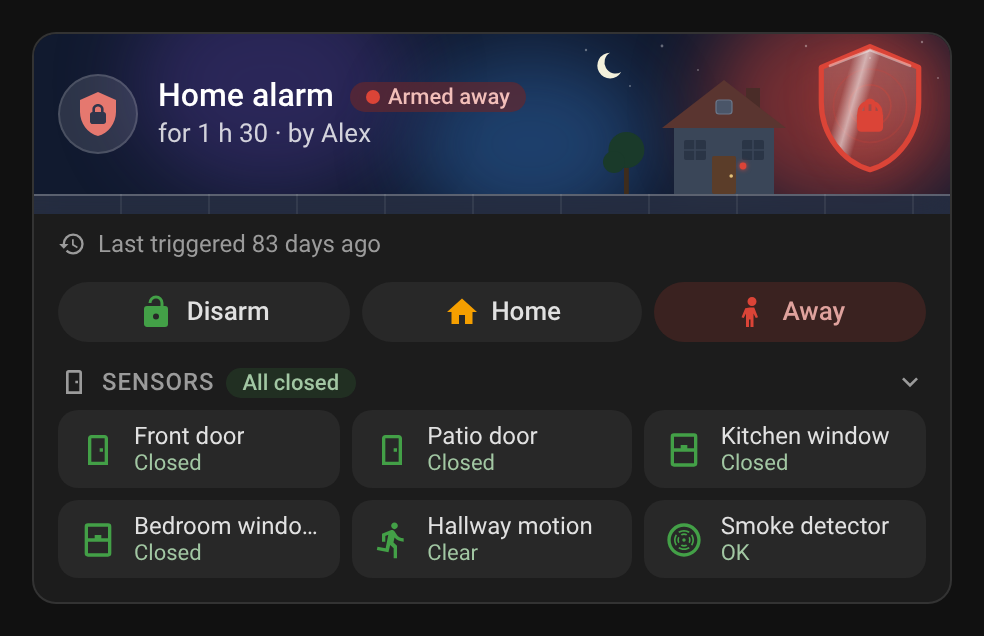 Home alarm
Armed away
for 1 h 30 · by Alex
Last triggered 83 days ago
Disarm
Home
Away
SENSORS
All closed
Front door
Closed
Patio door
Closed
Kitchen window
Closed
Bedroom windo...
Closed
Hallway motion
Clear
Smoke detector
OK